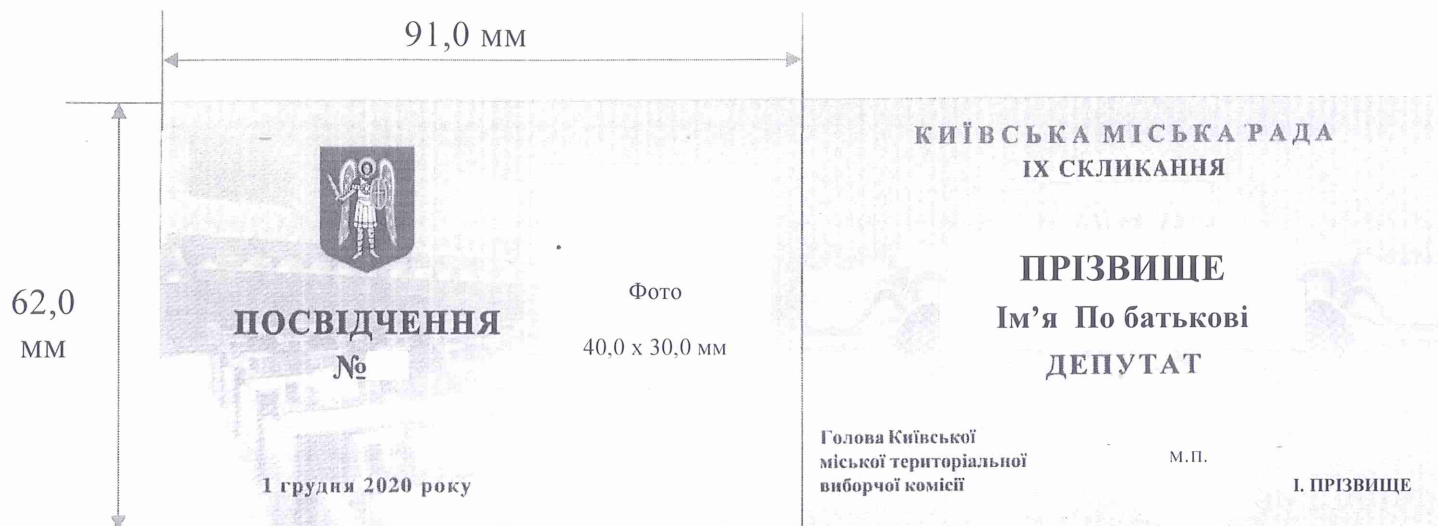 91,0 мм
62,0
мм
ПОСВІДЧЕННЯ
№
Фото
40,0 х 30,0 мм
1 грудня 2020 року
КИЇВСЬКА МІСЬКА РАДА
ІХ СКЛИКАННЯ
ПРІЗВИЩЕ
Ім’я По батькові
ДЕПУТАТ
Голова Київської
міської територіальної
виборчої комісії
М.П.
І. ПРІЗВИЩЕ